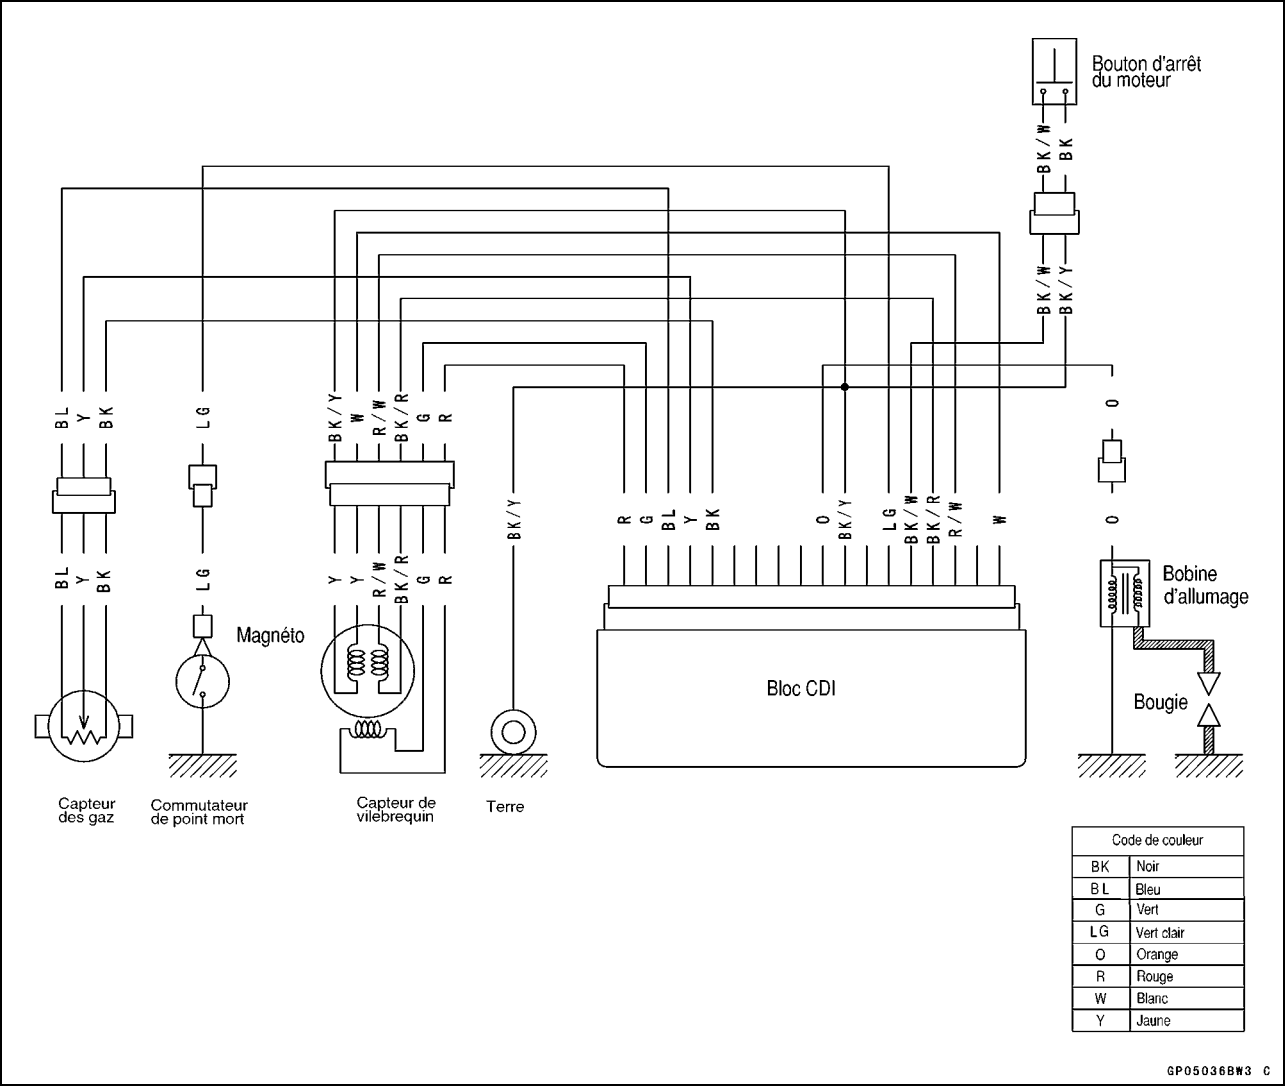 Bouton d'arrêt
du moteur
BK/W
BK
BK/W
BK/Y
BL
Y
BK
LG
BK/Y
W
R/W
BK/R
G
R
O
BK/Y
R
G
BL
Y
BK
O
BK/Y
LG
BK/W
BK/R
R/W
W
O
BL
Y
BK
LG
Y
Y
R/W
BK/R
G
R
Bobine
d'allumage
Magnéto
Bloc CDI
Bougie
Capteur
des gaz
Commutateur
de point mort
Capteur de
vilebrequin
Terre
Code de couleur
BK Noir
BL Bleu
G Vert
LG Vert clair
O Orange
R Rouge
W Blanc
Y Jaune
GP05036BW3 C